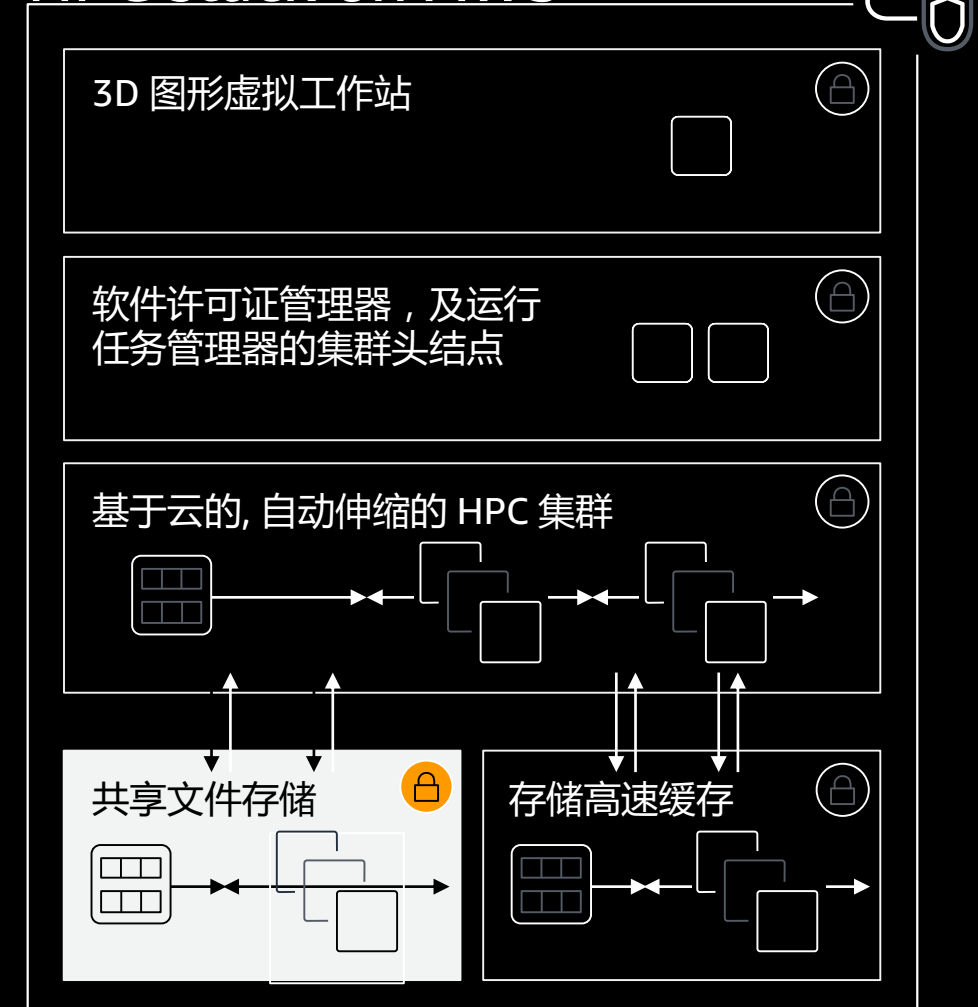 3D 图形虚拟工作站
软件许可证管理器，及运行
任务管理器的集群头结点
基于云的, 自动伸缩的 HPC 集群
共享文件存储
存储高速缓存